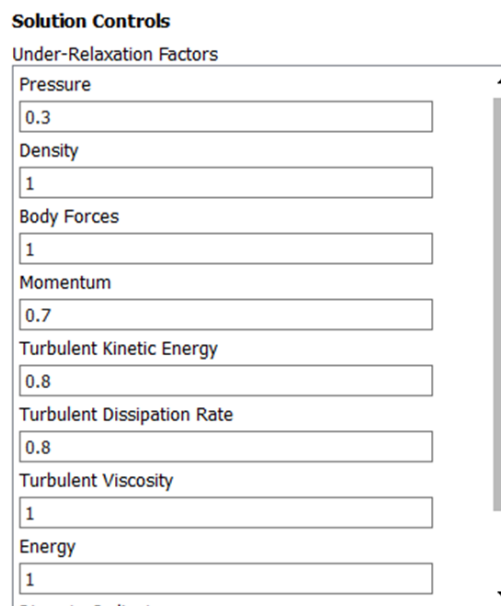 Solution Controls
Under-Relaxation Factors
Pressure
0.3
Density
1
Body Forces
1
Momentum
0.7
Turbulent Kinetic Energy
0.8
Turbulent Dissipation Rate
0.8
Turbulent Viscosity
1
Energy
1